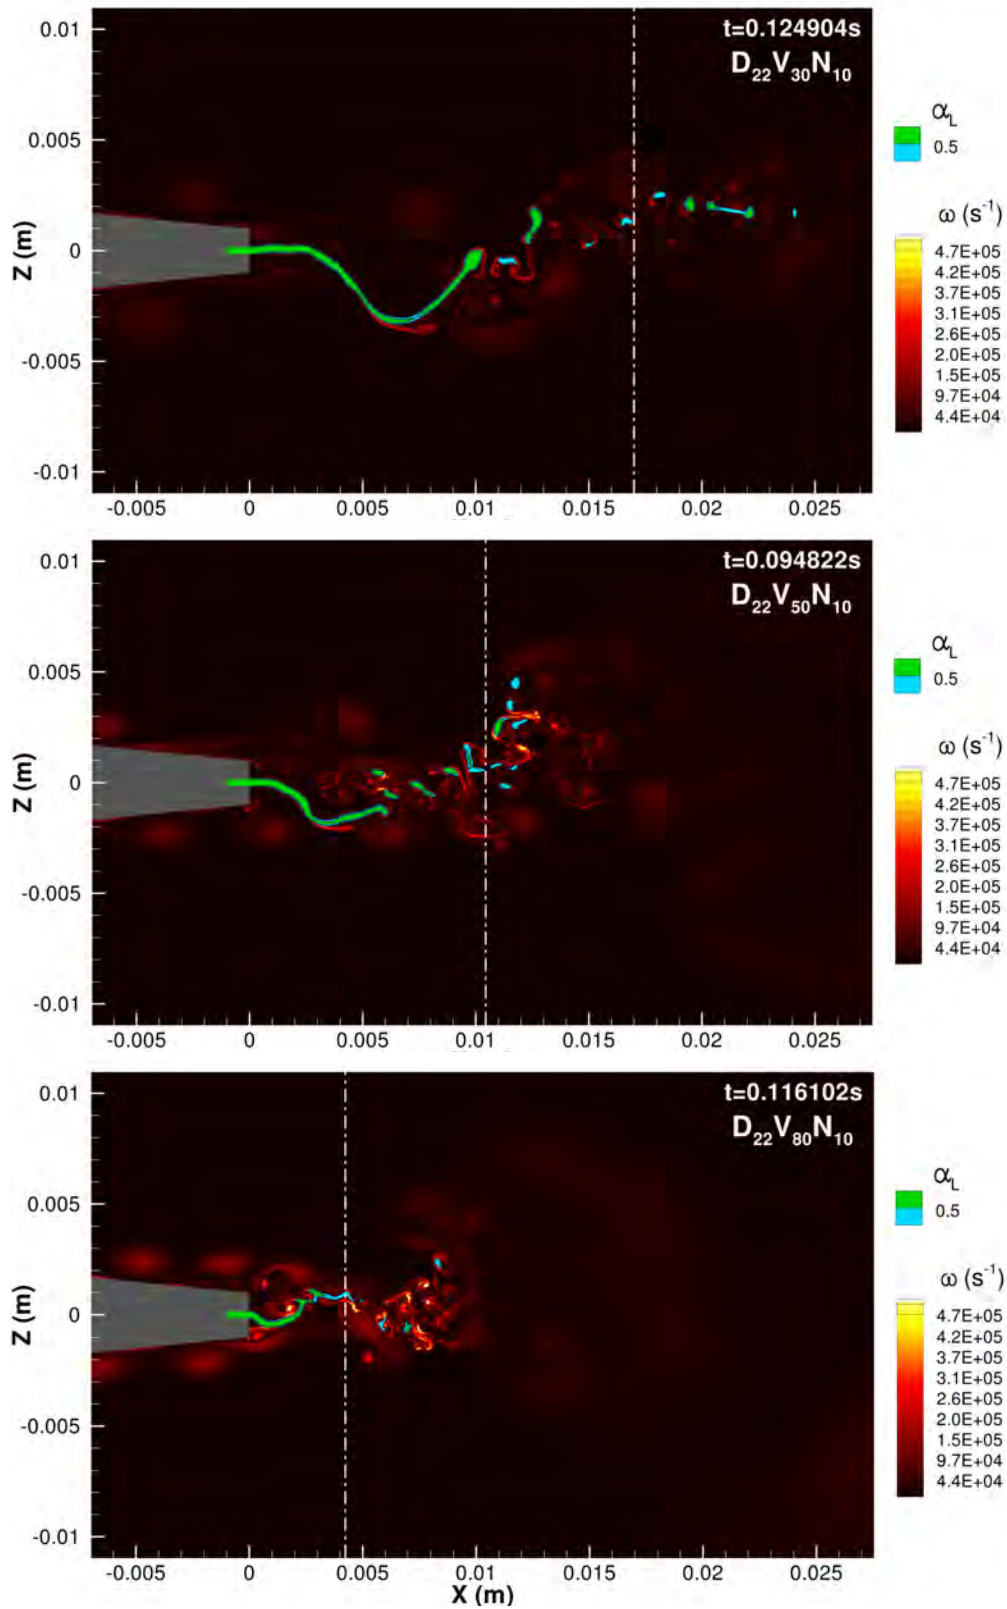 t=0.124904s
D₂₂V₃₀N₁₀
0.01
0.005
0
-0.005
-0.01
Z (m)
-0.005 0 0.005 0.01 0.015 0.02 0.025
α_L
0.5
ω (s⁻¹)
4.7E+05
4.2E+05
3.7E+05
3.1E+05
2.6E+05
2.0E+05
1.5E+05
9.7E+04
4.4E+04
t=0.094822s
D₂₂V₅₀N₁₀
0.01
0.005
0
-0.005
-0.01
Z (m)
-0.005 0 0.005 0.01 0.015 0.02 0.025
α_L
0.5
ω (s⁻¹)
4.7E+05
4.2E+05
3.7E+05
3.1E+05
2.6E+05
2.0E+05
1.5E+05
9.7E+04
4.4E+04
t=0.116102s
D₂₂V₈₀N₁₀
0.01
0.005
0
-0.005
-0.01
Z (m)
-0.005 0 0.005 0.01 0.015 0.02 0.025
X (m)
α_L
0.5
ω (s⁻¹)
4.7E+05
4.2E+05
3.7E+05
3.1E+05
2.6E+05
2.0E+05
1.5E+05
9.7E+04
4.4E+04